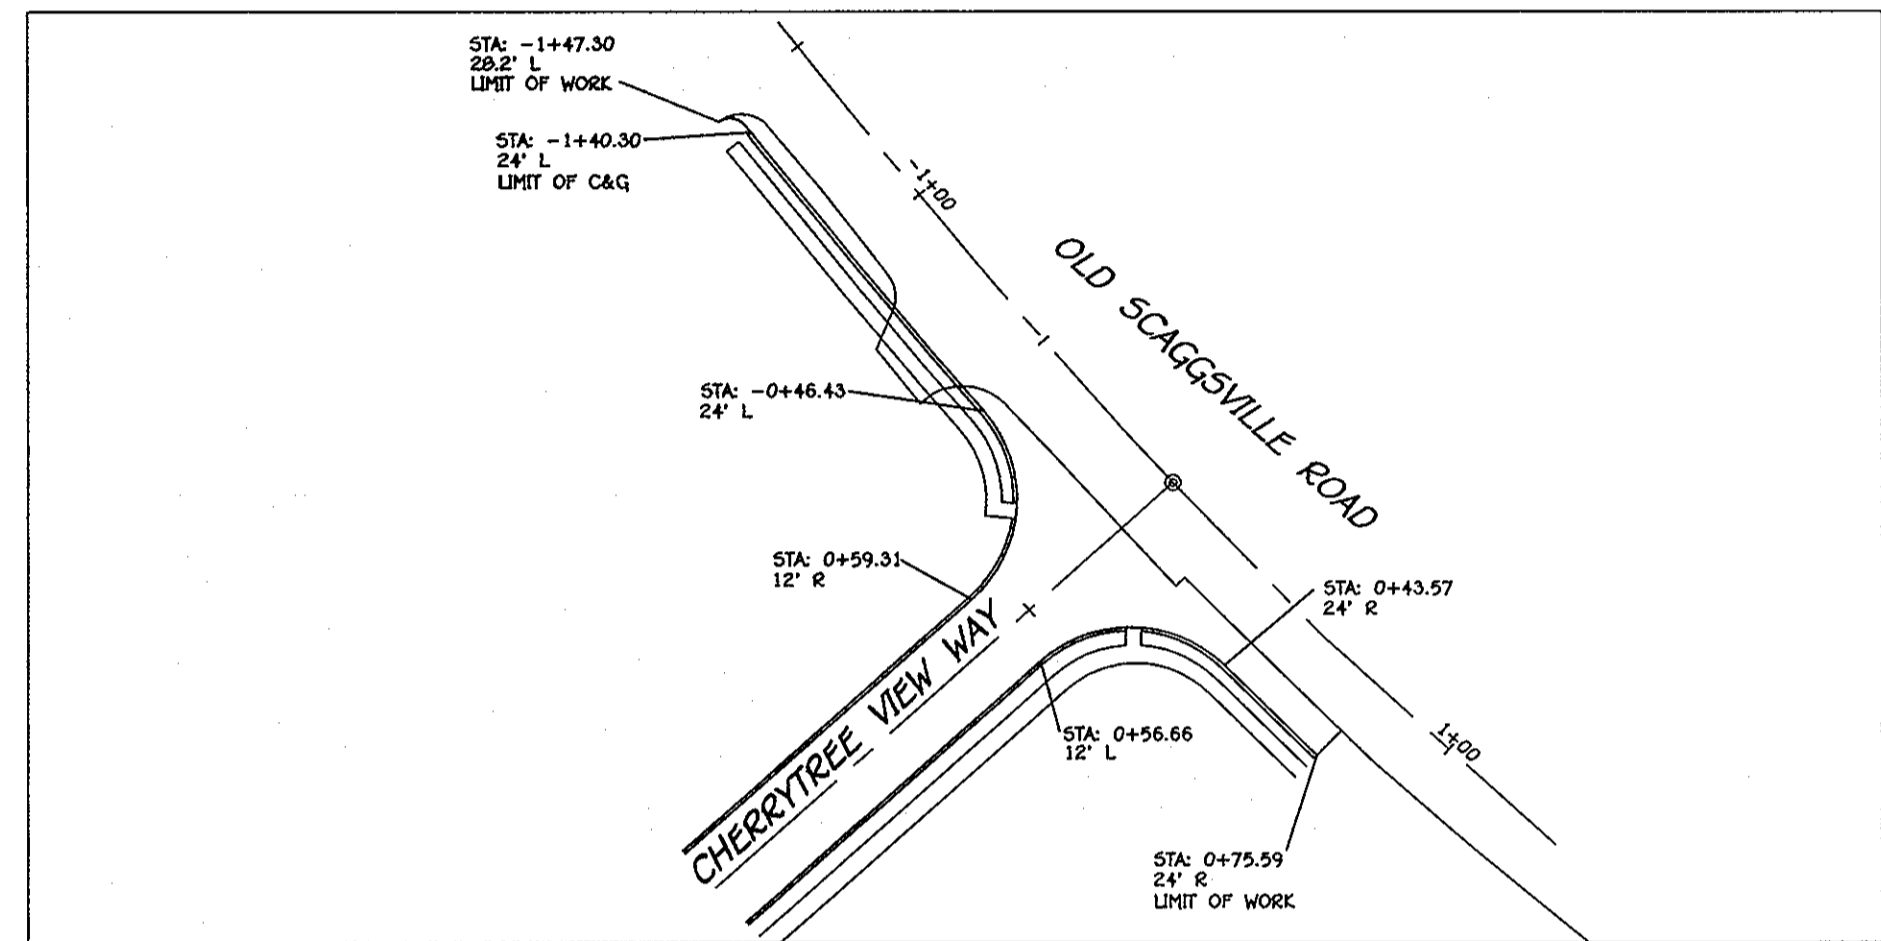 STA: -1+47.30
28.2' L
LIMIT OF WORK
STA: -1+40.30
24' L
LIMIT OF C&G
-1+00
OLD SCAGGSVILLE ROAD
STA: -0+46.43
24' L
STA: 0+59.31
12' R
STA: 0+43.57
24' R
CHERRYTREE VIEW WAY
STA: 0+56.66
12' L
1+00
STA: 0+75.59
24' R
LIMIT OF WORK